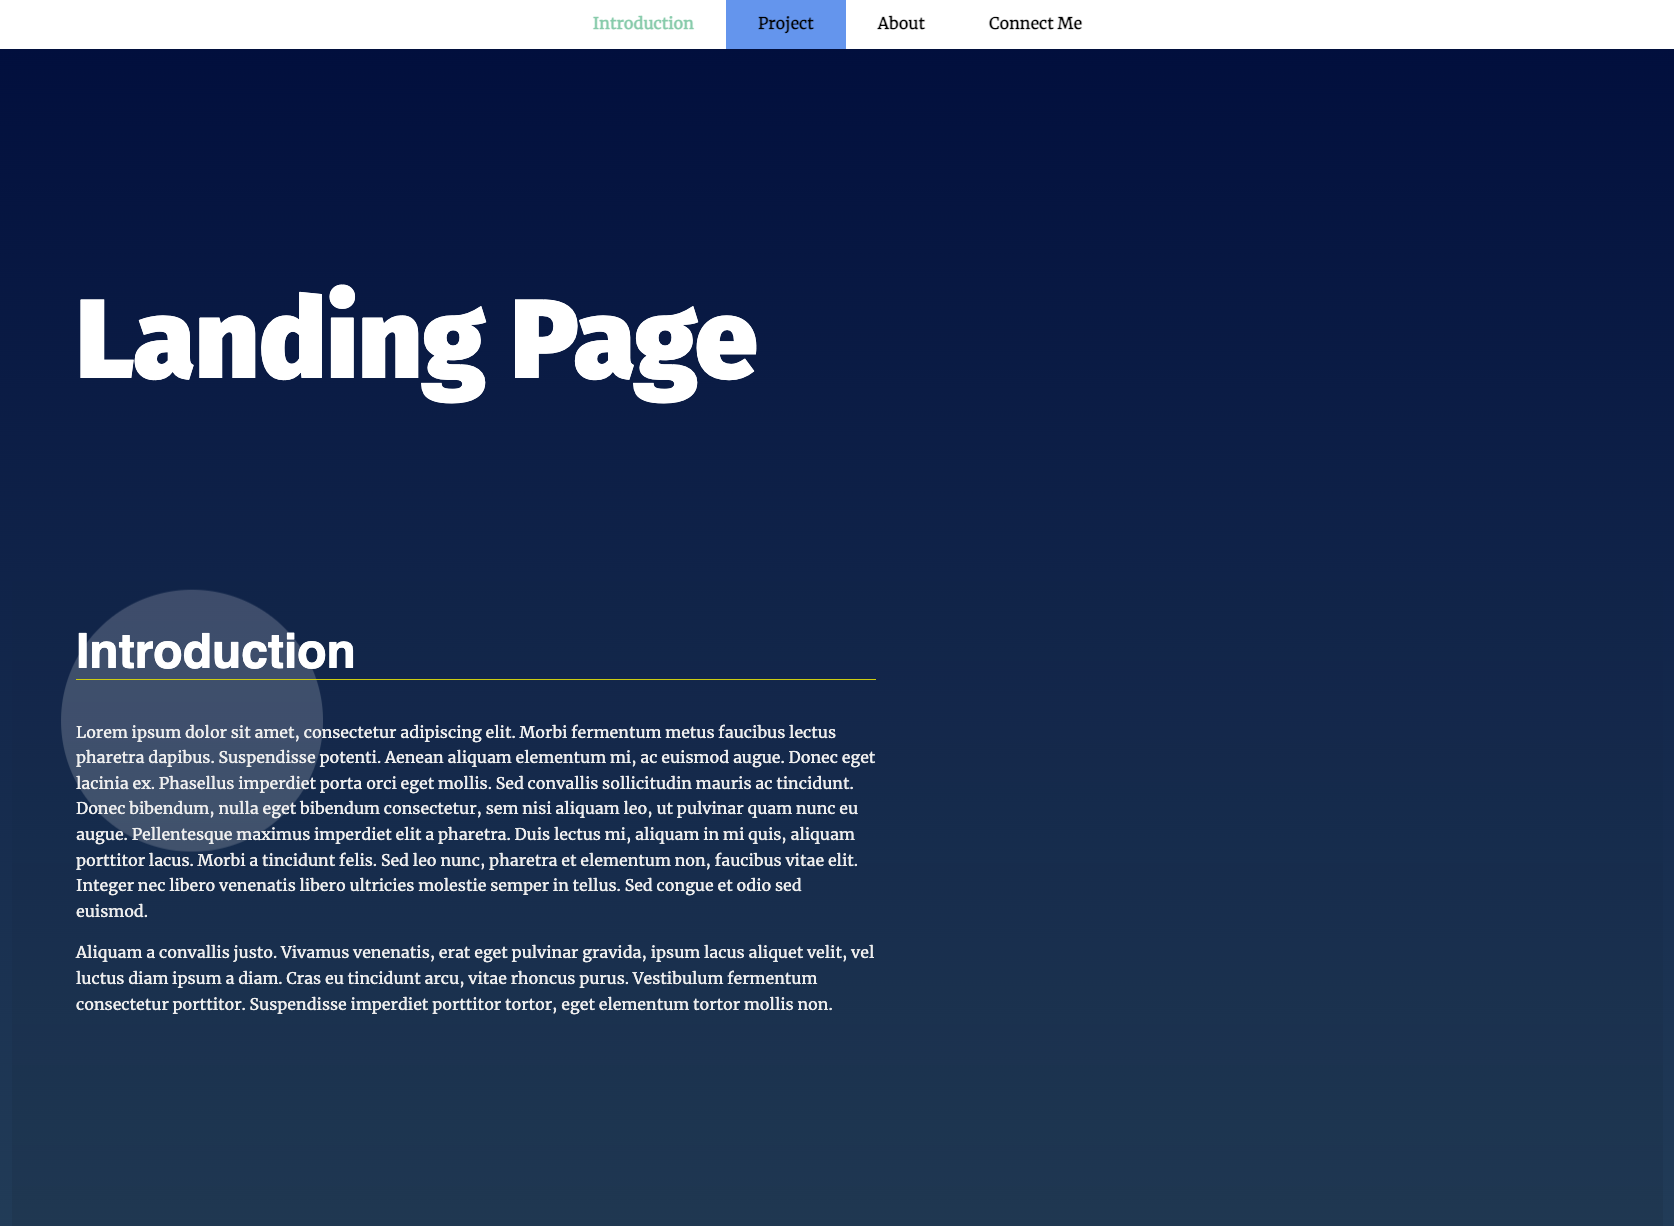 Introduction Project About Connect Me
Landing Page
Introduction
Lorem ipsum dolor sit amet, consectetur adipiscing elit. Morbi fermentum metus faucibus lectus
pharetra dapibus. Suspendisse potenti. Aenean aliquam elementum mi, ac euismod augue. Donec eget
lacinia ex. Phasellus imperdiet porta orci eget mollis. Sed convallis sollicitudin mauris ac tincidunt.
Donec bibendum, nulla eget bibendum consectetur, sem nisi aliquam leo, ut pulvinar quam nunc eu
augue. Pellentesque maximus imperdiet elit a pharetra. Duis lectus mi, aliquam in mi quis, aliquam
porttitor lacus. Morbi a tincidunt felis. Sed leo nunc, pharetra et elementum non, faucibus vitae elit.
Integer nec libero venenatis libero ultricies molestie semper in tellus. Sed congue et odio sed
euismod.
Aliquam a convallis justo. Vivamus venenatis, erat eget pulvinar gravida, ipsum lacus aliquet velit, vel
luctus diam ipsum a diam. Cras eu tincidunt arcu, vitae rhoncus purus. Vestibulum fermentum
consectetur porttitor. Suspendisse imperdiet porttitor tortor, eget elementum tortor mollis non.